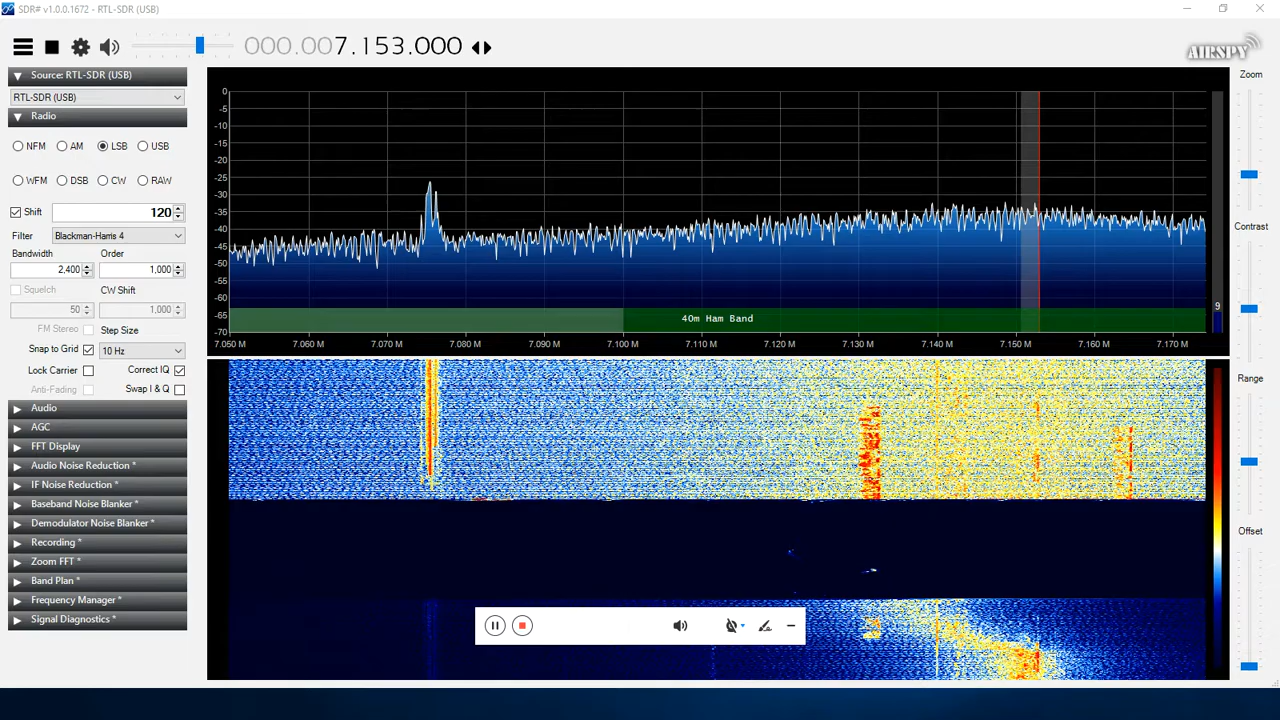 SDR# v1.0.0.1672 - RTL-SDR (USB)
000.007.153.000
AIRSPY
Source: RTL-SDR (USB)
RTL-SDR (USB)
Radio
NFM AM LSB USB
WFM DSB CW RAW
Shift 120
Filter Blackman-Harris 4
Bandwidth Order
2,400 1,000
Squelch CW Shift
50 1,000
FM Stereo Step Size
Snap to Grid 10 Hz
Lock Carrier Correct IQ
Anti-Fading Swap I & Q
Audio
AGC
FFT Display
Audio Noise Reduction *
IF Noise Reduction *
Baseband Noise Blanker *
Demodulator Noise Blanker *
Recording *
Zoom FFT *
Band Plan *
Frequency Manager *
Signal Diagnostics *
0
-5
-10
-15
-20
-25
-30
-35
-40
-45
-50
-55
-60
-65
-70
40m Ham Band
9
7.050 M 7.060 M 7.070 M 7.080 M 7.090 M 7.100 M 7.110 M 7.120 M 7.130 M 7.140 M 7.150 M 7.160 M 7.170 M
Zoom
Contrast
Range
Offset